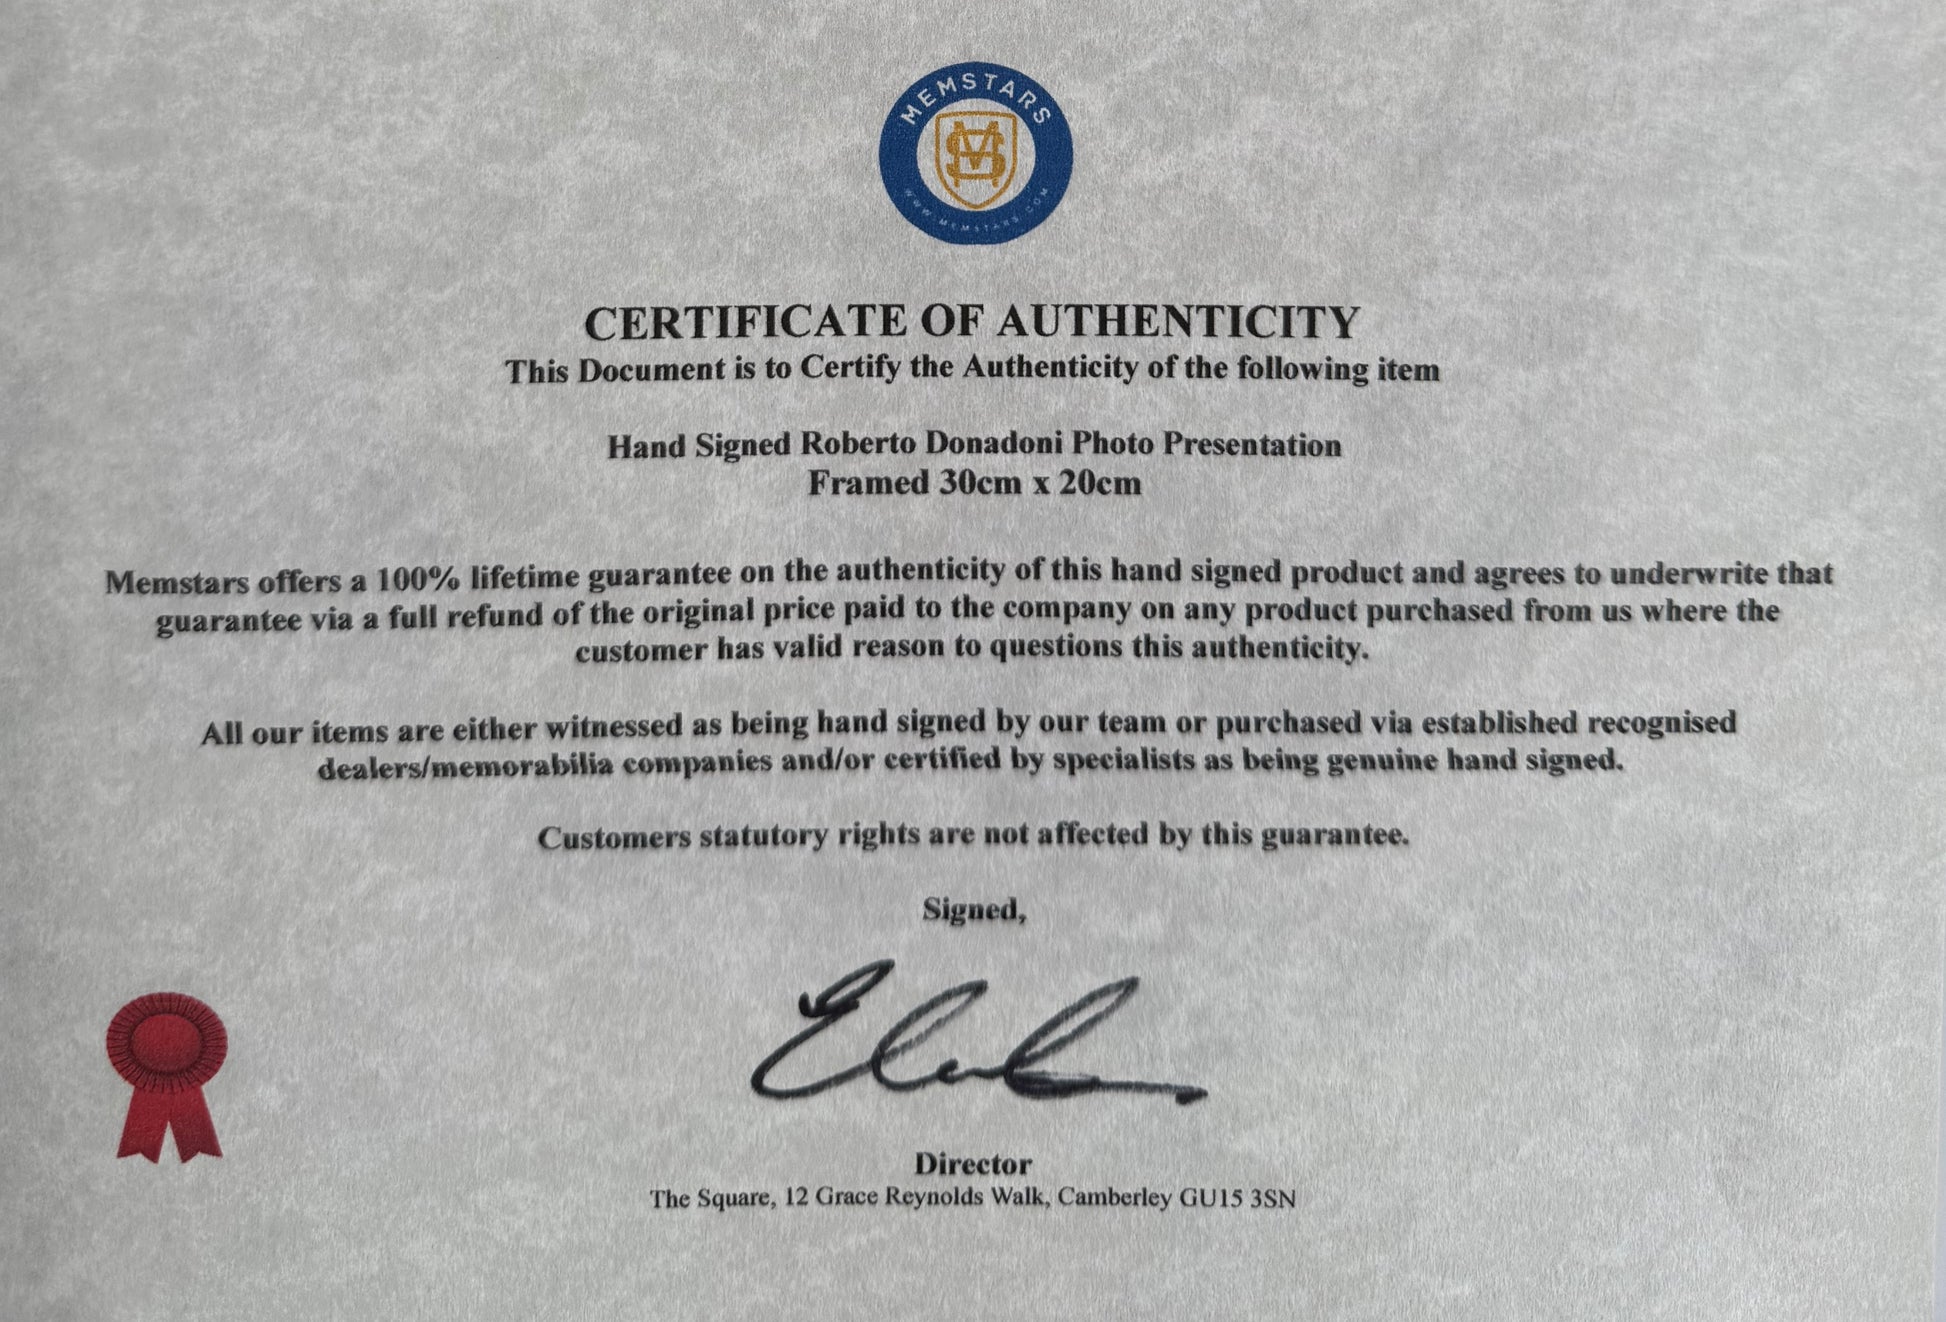 MEMSTARS
MS
WWW.MEMSTARS.COM
CERTIFICATE OF AUTHENTICITY
This Document is to Certify the Authenticity of the following item
Hand Signed Roberto Donadoni Photo Presentation
Framed 30cm x 20cm
Memstars offers a 100% lifetime guarantee on the authenticity of this hand signed product and agrees to underwrite that
guarantee via a full refund of the original price paid to the company on any product purchased from us where the
customer has valid reason to questions this authenticity.
All our items are either witnessed as being hand signed by our team or purchased via established recognised
dealers/memorabilia companies and/or certified by specialists as being genuine hand signed.
Customers statutory rights are not affected by this guarantee.
Signed,
Director
The Square, 12 Grace Reynolds Walk, Camberley GU15 3SN